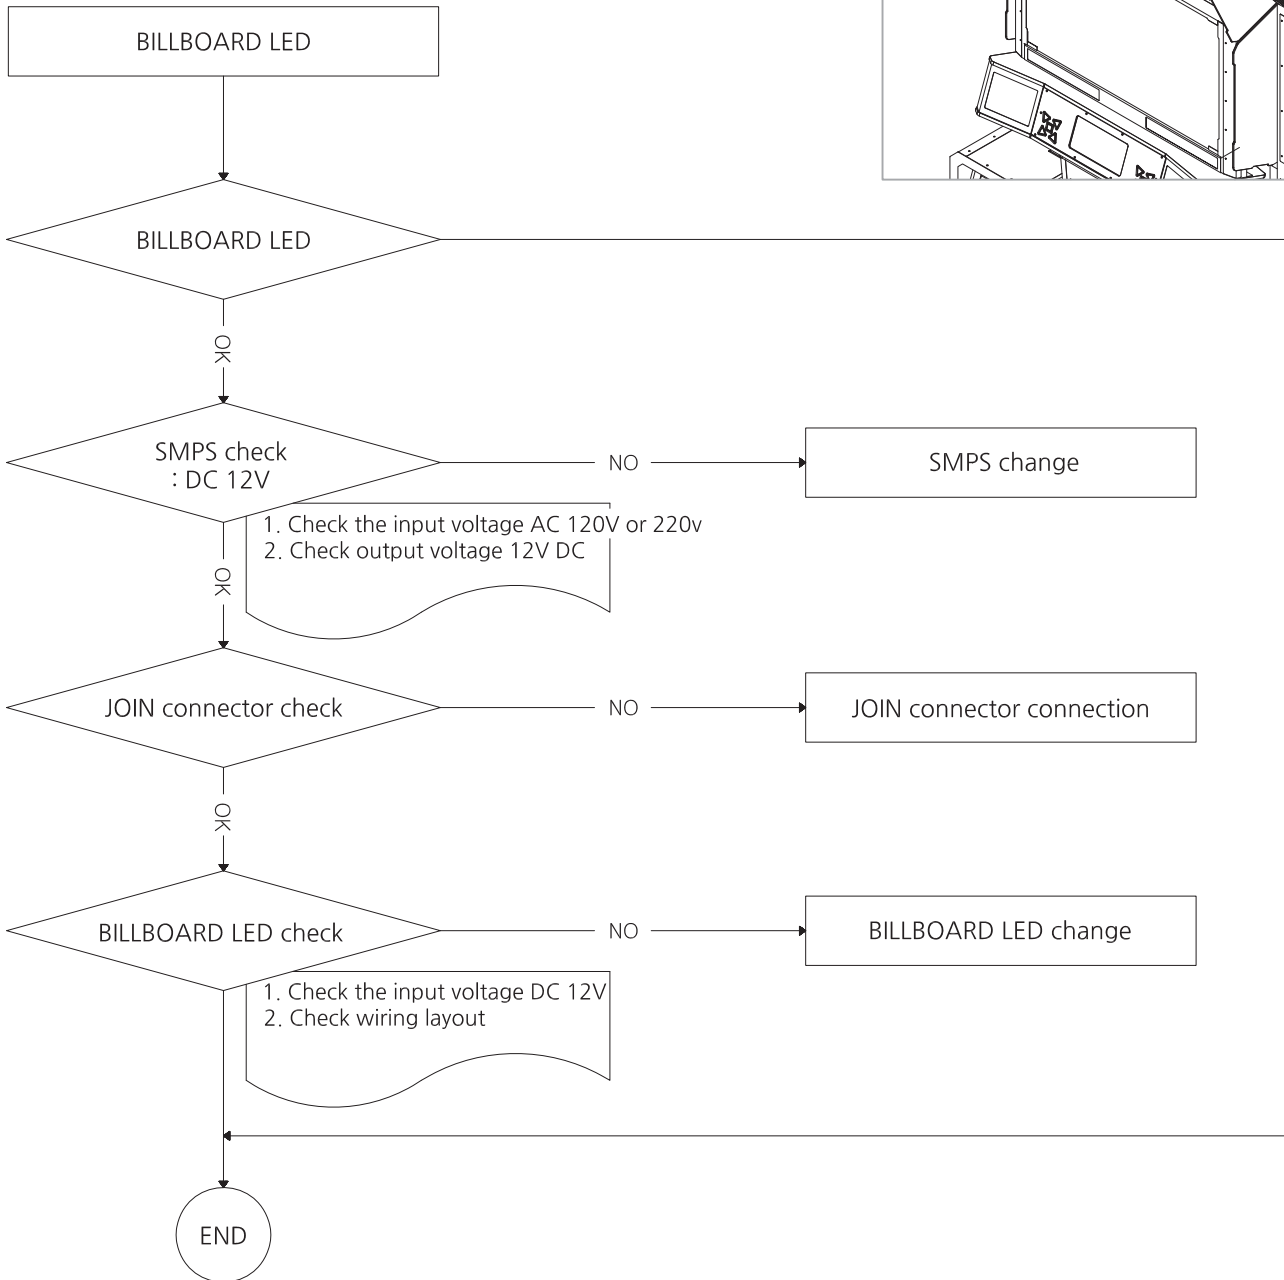 BILLBOARD LED
BILLBOARD LED
OK
SMPS check
: DC 12V
NO
SMPS change
1. Check the input voltage AC 120V or 220v
2. Check output voltage 12V DC
OK
JOIN connector check
NO
JOIN connector connection
OK
BILLBOARD LED check
NO
BILLBOARD LED change
1. Check the input voltage DC 12V
2. Check wiring layout
END